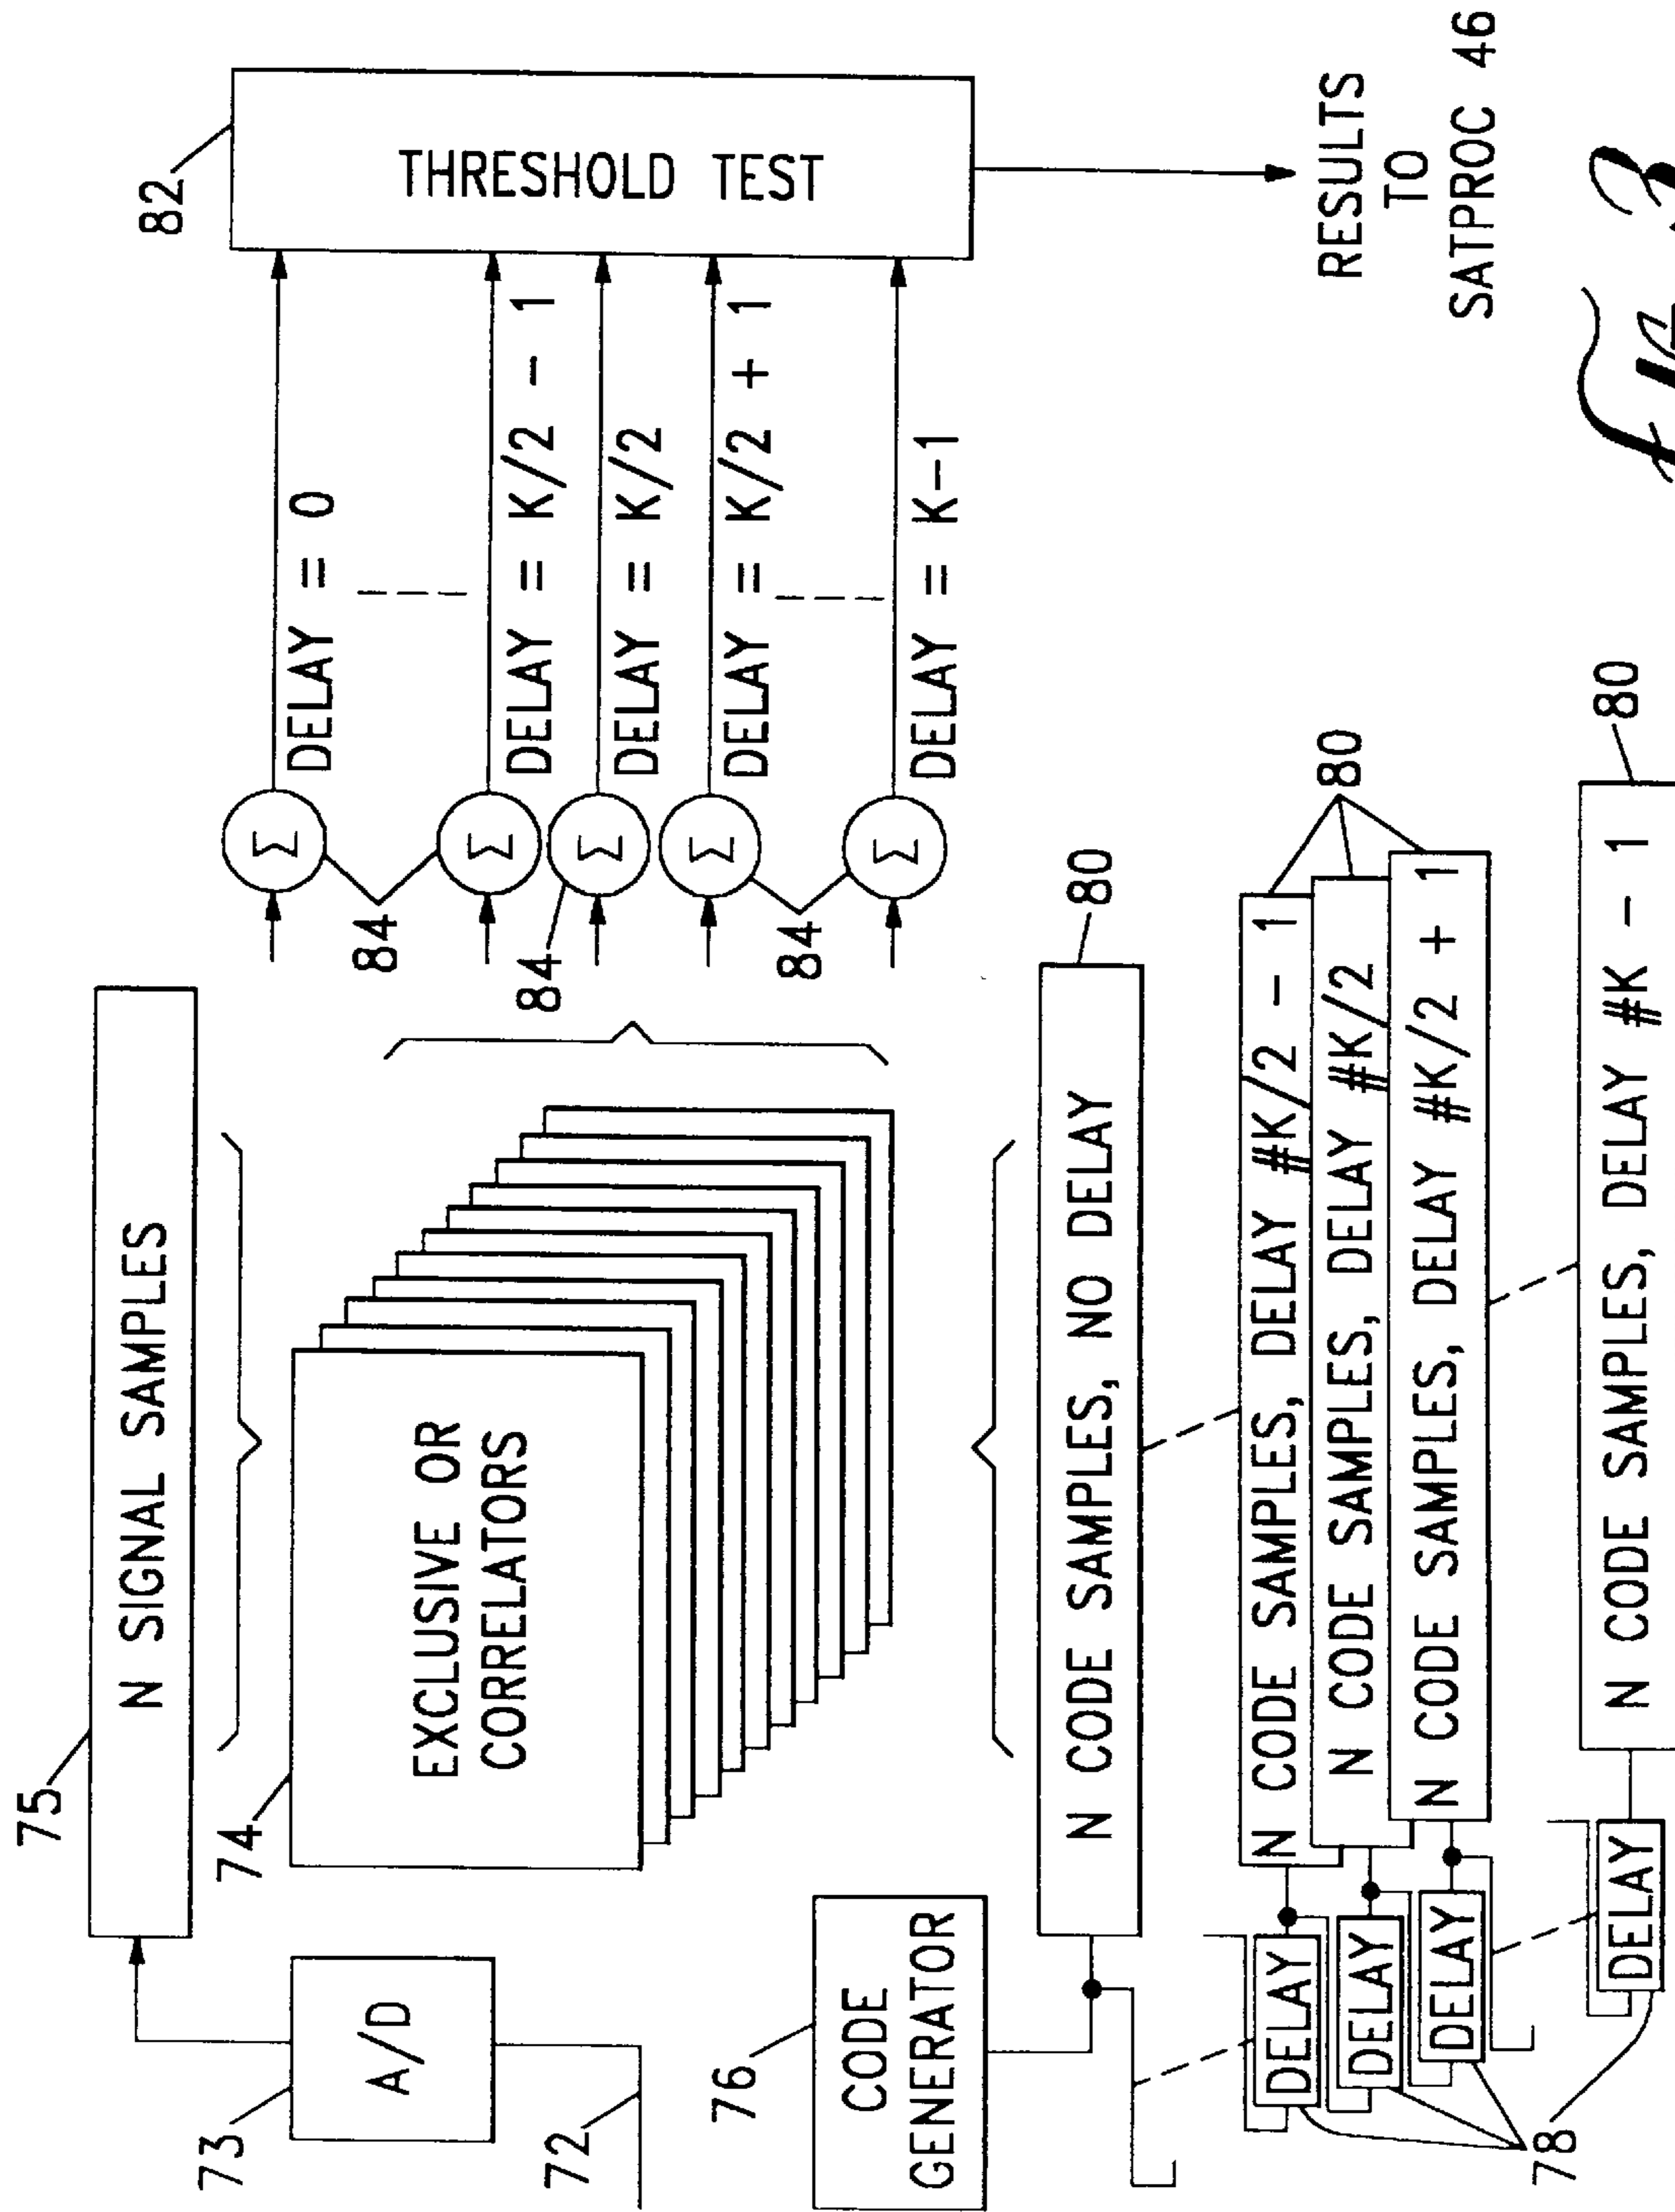 75
N SIGNAL SAMPLES
73
A/D
72
74
EXCLUSIVE OR
CORRELATORS
76
CODE
GENERATOR
N CODE SAMPLES, NO DELAY
80
N CODE SAMPLES, DELAY #K/2 - 1
N CODE SAMPLES, DELAY #K/2
N CODE SAMPLES, DELAY #K/2 + 1
80
N CODE SAMPLES, DELAY #K - 1
80
DELAY
DELAY
DELAY
DELAY
78
84
84
84
Σ
Σ
Σ
Σ
Σ
DELAY = 0
DELAY = K/2 - 1
DELAY = K/2
DELAY = K/2 + 1
DELAY = K-1
82
THRESHOLD TEST
RESULTS
TO
SATPROC 46
FIG. 3